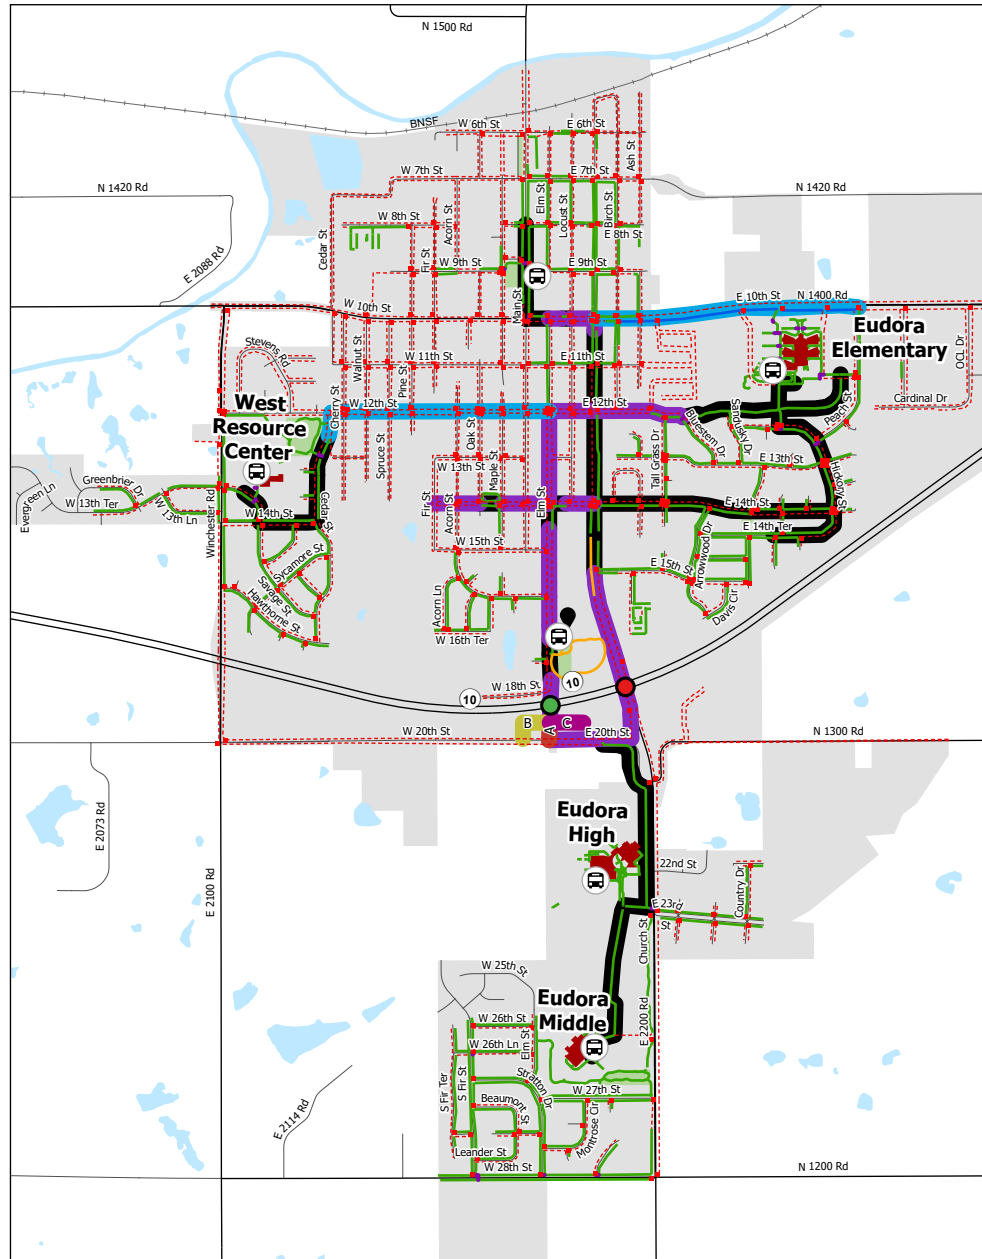 N 1500 Rd
BNSF
W 6th St
E 6th St
Ash St
W 7th St
E 7th St
N 1420 Rd
N 1420 Rd
Elm St
Locust St
Birch St
Acorn St
W 8th St
E 8th St
Cedar St
Fir St
E 2088 Rd
W 9th St
E 9th St
Main St
W 10th St
E 10th St
N 1400 Rd
Eudora
Elementary
Stevens Rd
Walnut St
Pine St
W 11th St
E 11th St
OCL Dr
Cherry St
West
Resource
Center
W 12th St
E 12th St
Cardinal Dr
Peach St
Sandusky Dr
Bluestem Dr
Oak St
Spruce St
Maple St
Tall Grass Dr
W 13th St
E 13th St
Hickory St
Evergreen Ln
Greenbrier Dr
W 13th Ter
W 13th Ln
Winchester Rd
W 14th St
Cedar St
Fir St
Acorn St
Elm St
E 14th St
E 14th Ter
Arrowwood Dr
W 15th St
E 15th St
Sycamore St
Savage St
Hawthorne St
Acorn Ln
Davis Cir
W 16th Ter
W 18th St
10
10
B
A
C
W 20th St
E 20th St
N 1300 Rd
E 2073 Rd
E 2100 Rd
Eudora
High
22nd St
Country Dr
E 23rd
St
Church St
W 25th St
Eudora
Middle
W 26th St
W 26th Ln
Elm St
E 2200 Rd
S Fir Ter
S Fir St
Stratton Dr
W 27th St
Beaumont St
Montrose Cir
E 2114 Rd
Leander St
W 28th St
N 1200 Rd